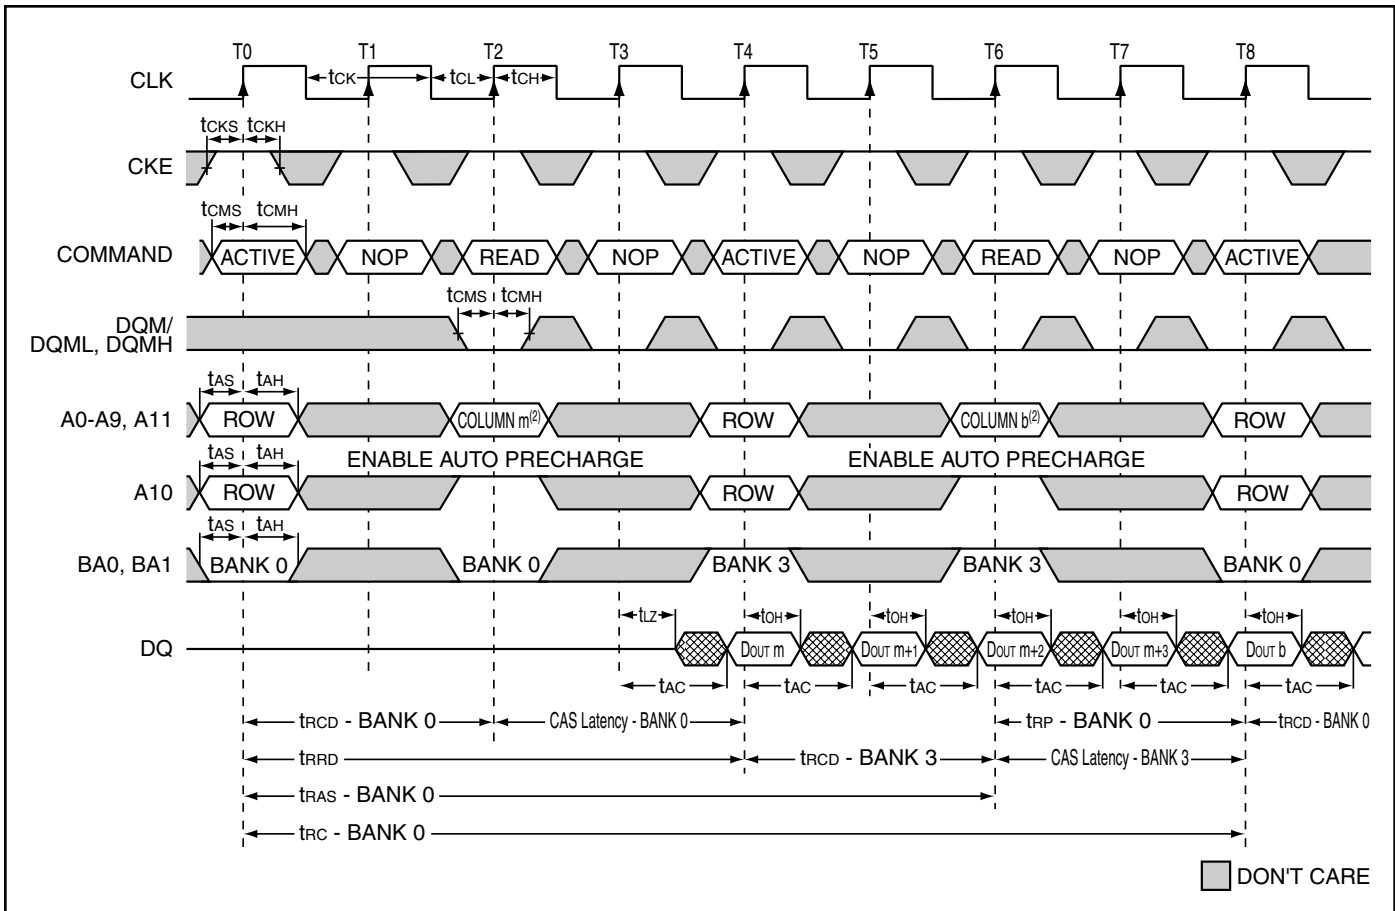 T0 T1 T2 T3 T4 T5 T6 T7 T8
CLK tCK tCL tCH
tCKS tCKH
CKE
tCMS tCMH
COMMAND ACTIVE NOP READ NOP ACTIVE NOP READ NOP ACTIVE
tCMS tCMH
DQM/
DQML, DQMH
tAS tAH
A0-A9, A11 ROW COLUMN m(2) ROW COLUMN b(2) ROW
tAS tAH ENABLE AUTO PRECHARGE ENABLE AUTO PRECHARGE
A10 ROW ROW ROW
tAS tAH
BA0, BA1 BANK 0 BANK 0 BANK 3 BANK 3 BANK 0
tLZ tOH tOH tOH tOH tOH
DQ DOUT m DOUT m+1 DOUT m+2 DOUT m+3 DOUT b
tAC tAC tAC tAC tAC tAC
tRCD - BANK 0 CAS Latency - BANK 0 tRP - BANK 0 tRCD - BANK 0
tRRD tRCD - BANK 3 CAS Latency - BANK 3
tRAS - BANK 0
tRC - BANK 0
DON'T CARE